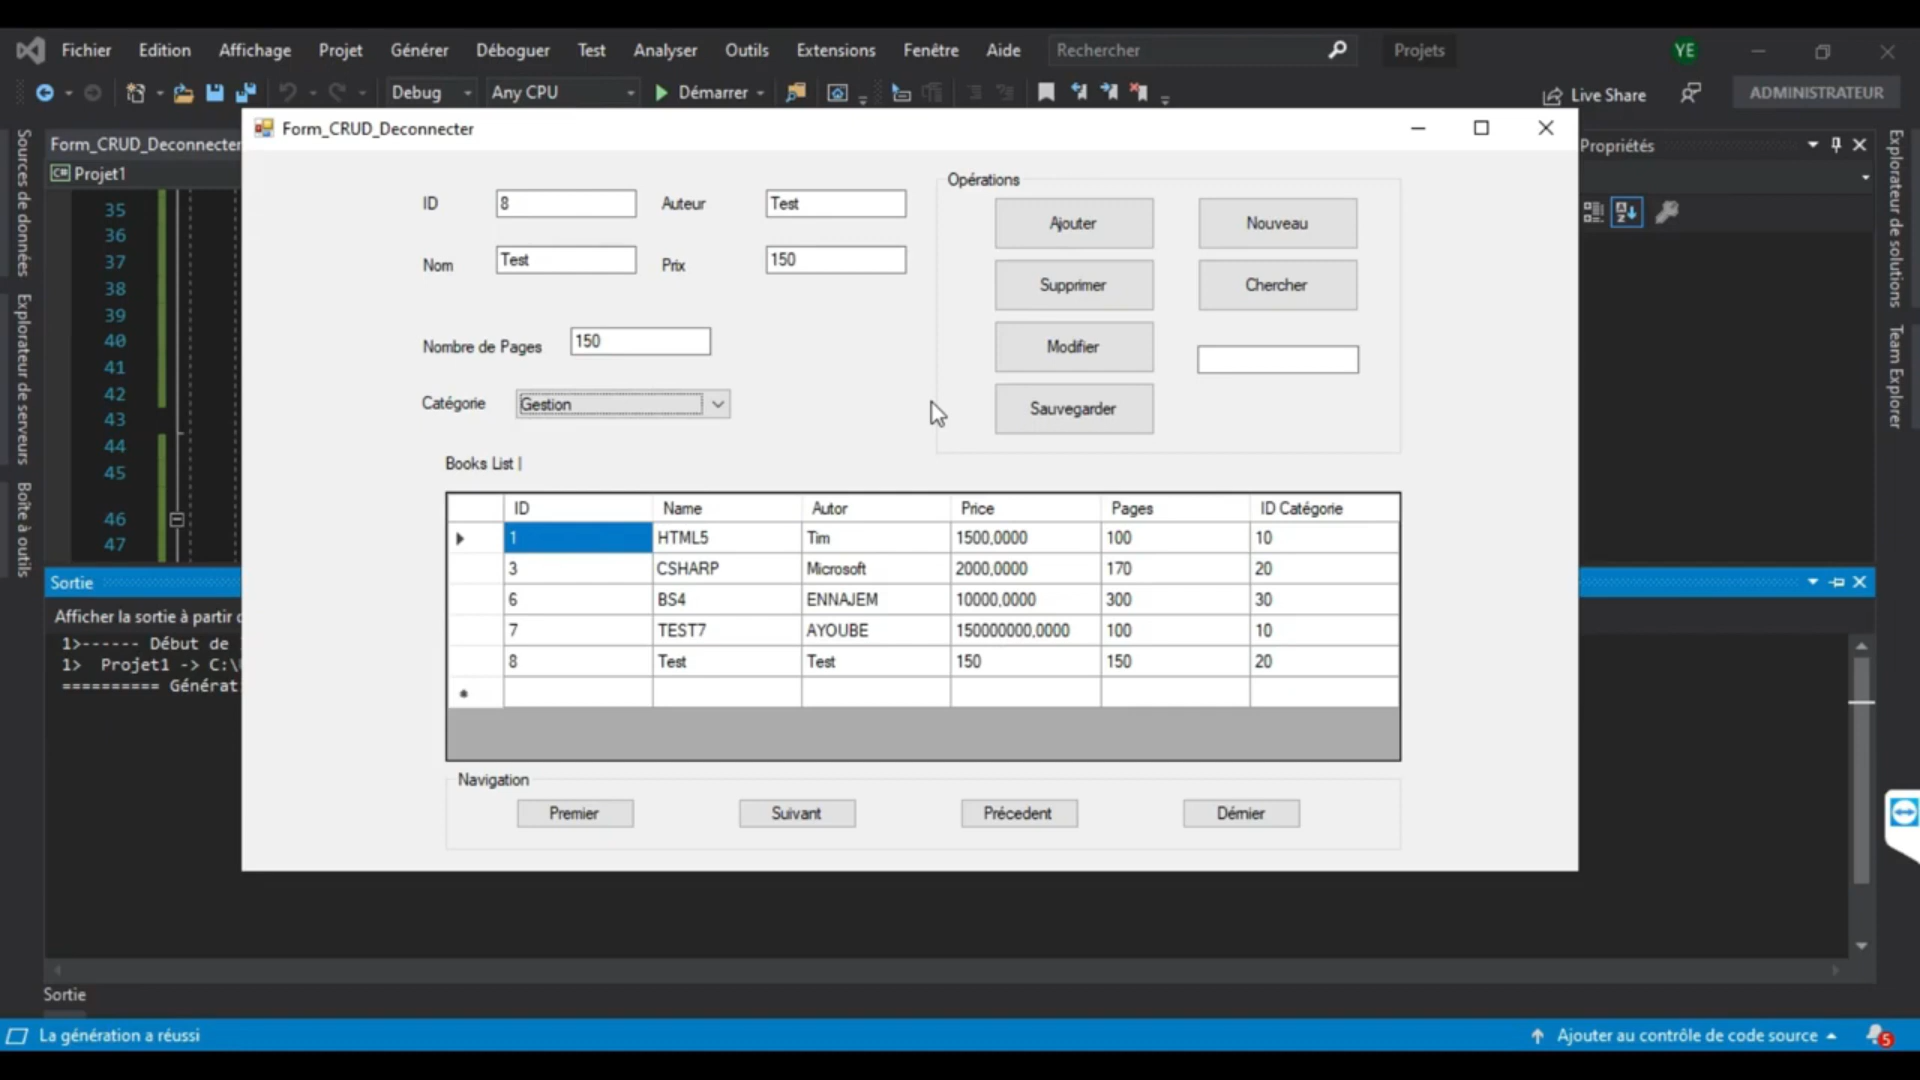 Fichier Edition Affichage Projet Générer Déboguer Test Analyser Outils Extensions Fenêtre Aide Rechercher Projets YE
Debug Any CPU Démarrer Live Share ADMINISTRATEUR
Form_CRUD_Deconnecter
Form_CRUD_Deconnecter
Projet1
Propriétés
Sources de données
Explorateur de serveurs
Boîte à outils
Explorateur de solutions
Team Explorer
35
36
37
38
39
40
41
42
43
44
45
46
47
ID 8 Auteur Test
Nom Test Prix 150
Nombre de Pages 150
Catégorie Gestion
Opérations
Ajouter Nouveau
Supprimer Chercher
Modifier
Sauvegarder
Books List |
ID Name Autor Price Pages ID Catégorie
1 HTML5 Tim 1500,0000 100 10
3 CSHARP Microsoft 2000,0000 170 20
6 BS4 ENNAJEM 10000,0000 300 30
7 TEST7 AYOUBE 150000000,0000 100 10
8 Test Test 150 150 20
Navigation
Premier Suivant Précedent Dérnier
Sortie
Afficher la sortie à partir
1>------ Début de
1> Projet1 -> C:\
========== Générat
Sortie
La génération a réussi
Ajouter au contrôle de code source
5